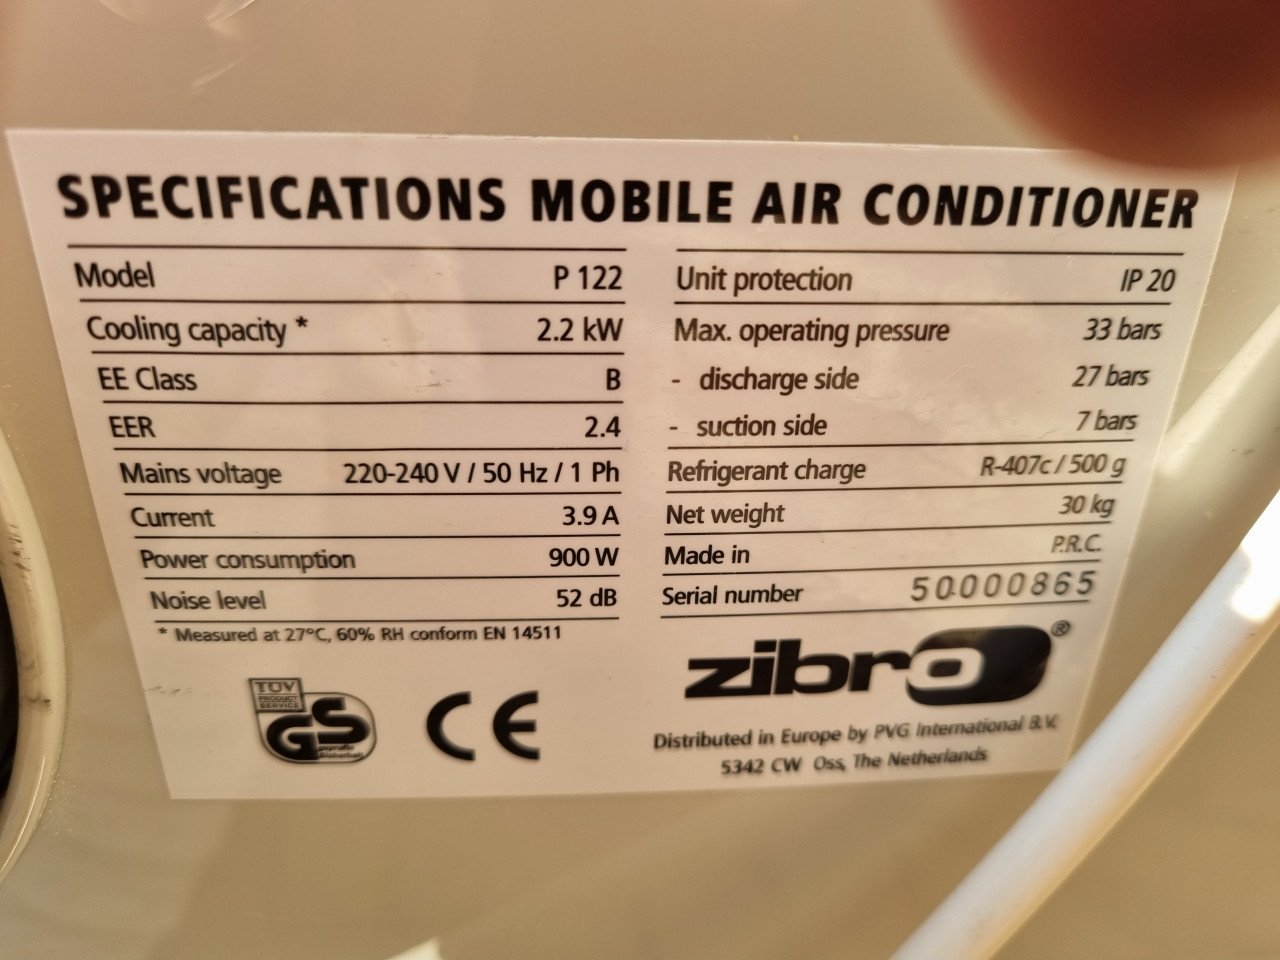 SPECIFICATIONS MOBILE AIR CONDITIONER
Model P 122
Cooling capacity * 2.2 kW
EE Class B
EER 2.4
Mains voltage 220-240 V / 50 Hz / 1 Ph
Current 3.9 A
Power consumption 900 W
Noise level 52 dB
* Measured at 27°C, 60% RH conform EN 14511
Unit protection IP 20
Max. operating pressure 33 bars
- discharge side 27 bars
- suction side 7 bars
Refrigerant charge R-407c / 500 g
Net weight 30 kg
Made in P.R.C.
Serial number 50000865
TÜV
PRODUCT
SERVICE
GS
geprüfte
Sicherheit
CE
zibro®
Distributed in Europe by PVG International B.V.
5342 CW Oss, The Netherlands